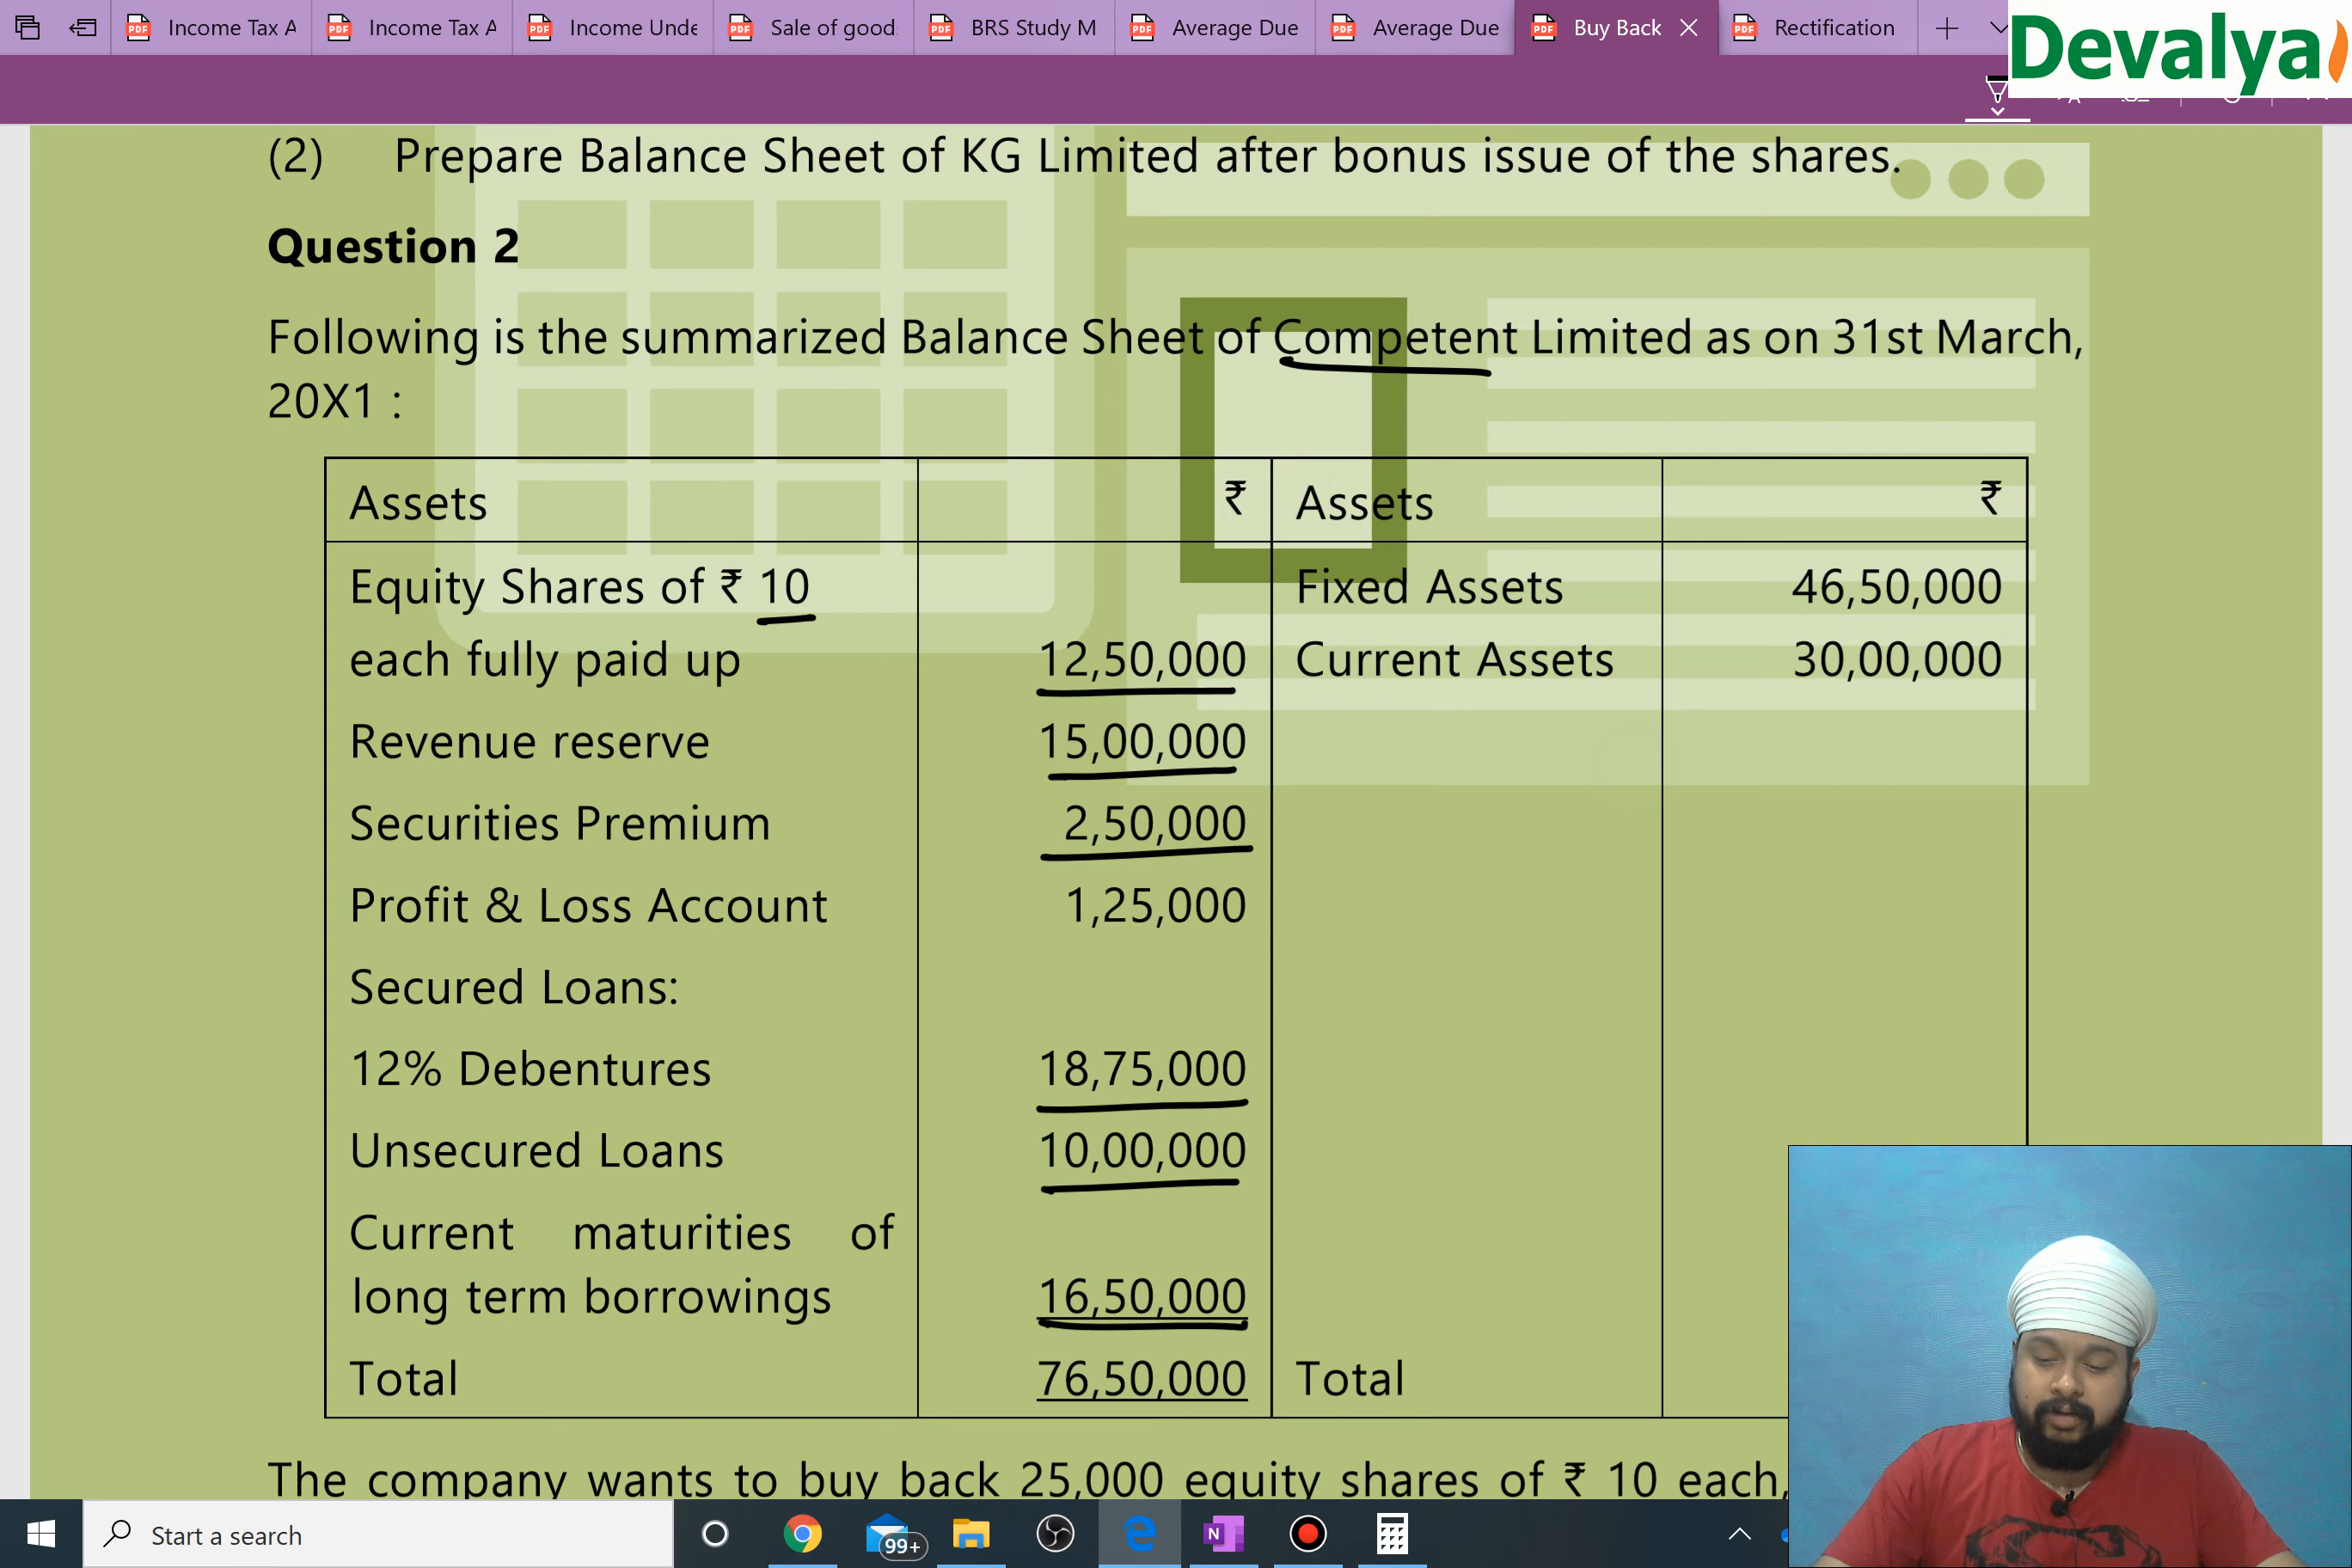 Income Tax A
Income Tax A
Income Unde
Sale of good
BRS Study M
Average Due
Average Due
Buy Back
Rectification
Devalya
(2) Prepare Balance Sheet of KG Limited after bonus issue of the shares.
Question 2
Following is the summarized Balance Sheet of Competent Limited as on 31st March,
20X1 :
Assets ₹ Assets ₹
Equity Shares of ₹ 10 Fixed Assets 46,50,000
each fully paid up 12,50,000 Current Assets 30,00,000
Revenue reserve 15,00,000
Securities Premium 2,50,000
Profit & Loss Account 1,25,000
Secured Loans:
12% Debentures 18,75,000
Unsecured Loans 10,00,000
Current maturities of
long term borrowings 16,50,000
Total 76,50,000 Total
The company wants to buy back 25,000 equity shares of ₹ 10 each,
Start a search
99+